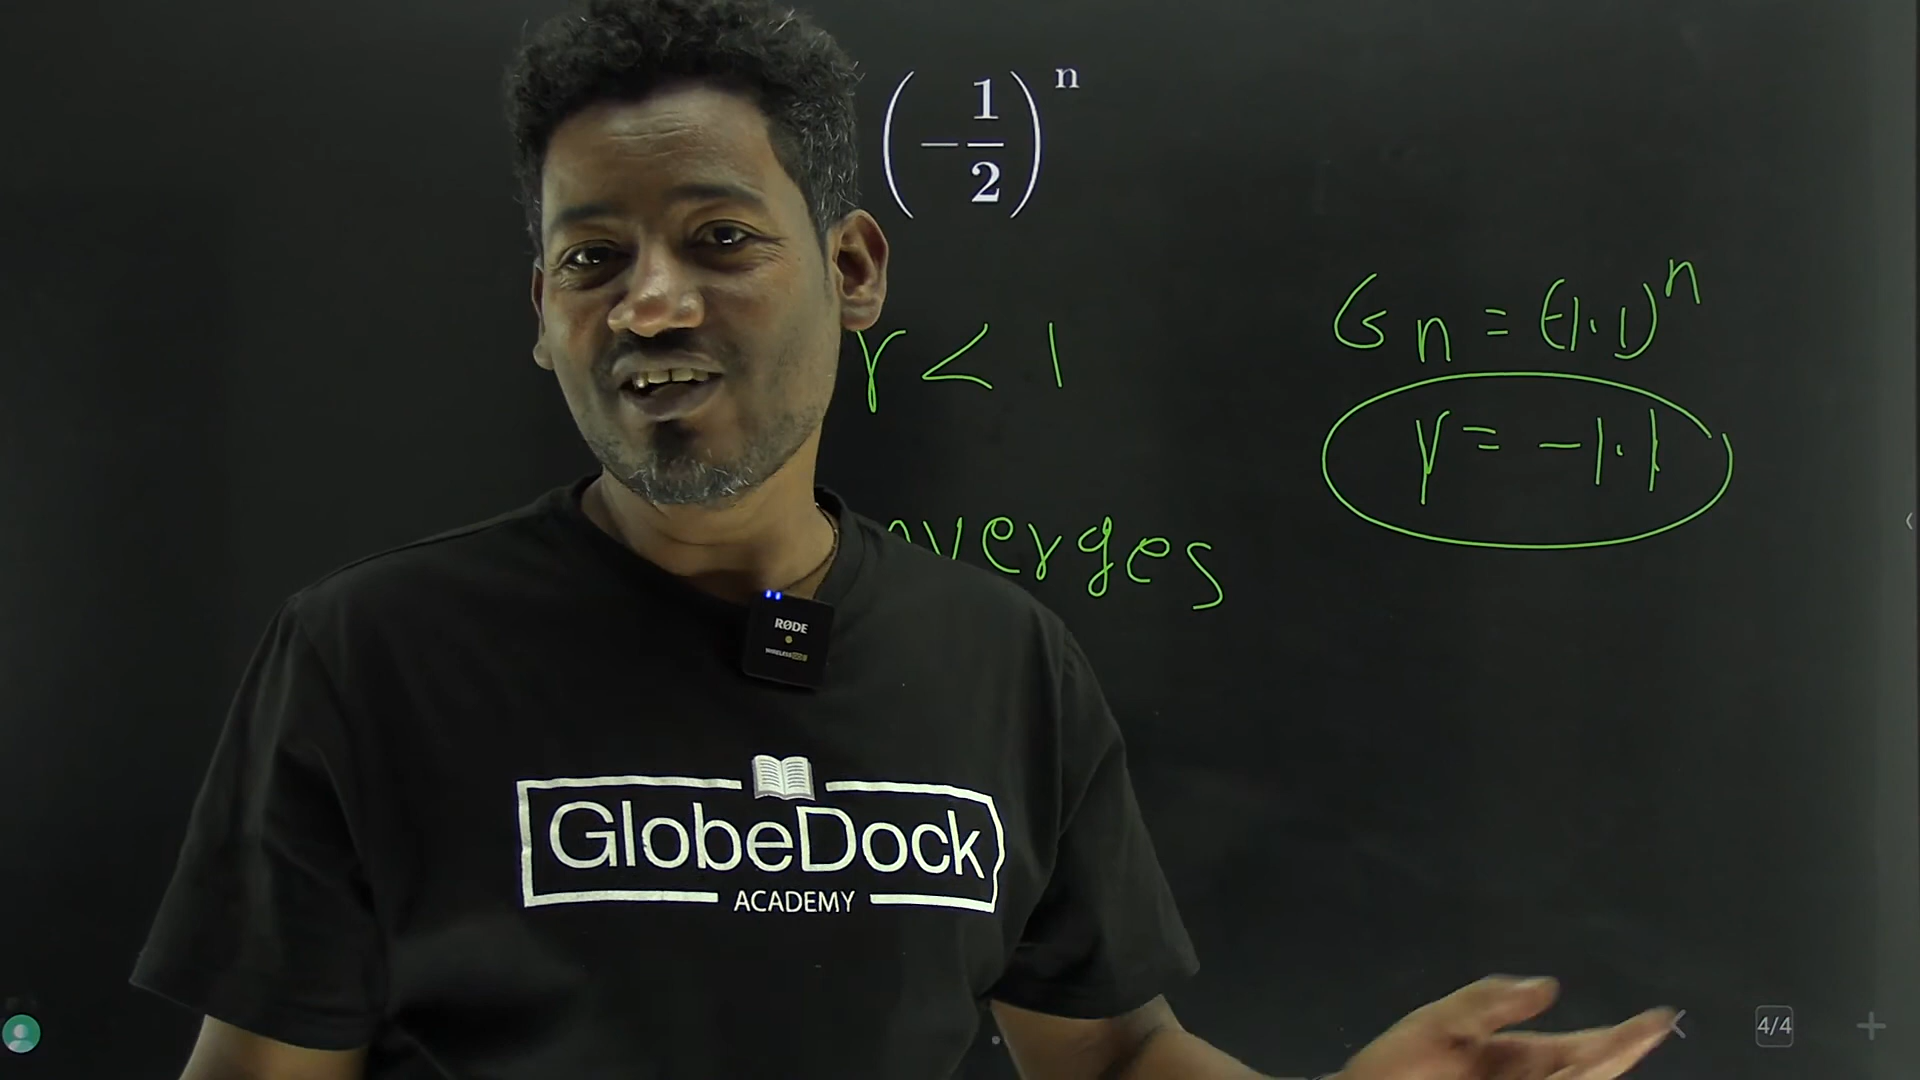 (-1/2)^n
r < 1
Gn = (-1.1)^n
r = -1.1
nverges
RØDE
GlobeDock
ACADEMY
4/4